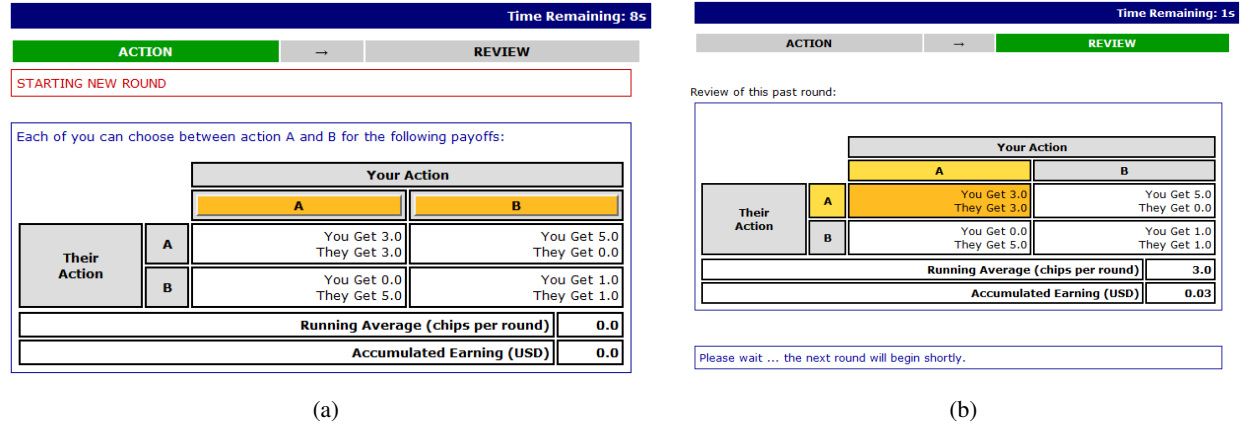 Time Remaining: 8s
ACTION → REVIEW
STARTING NEW ROUND
Each of you can choose between action A and B for the following payoffs:
Your Action
A B
Their Action
A
You Get 3.0 You Get 5.0
They Get 3.0 They Get 0.0
B
You Get 0.0 You Get 1.0
They Get 5.0 They Get 1.0
Running Average (chips per round) 0.0
Accumulated Earning (USD) 0.0
(a)
Time Remaining: 1s
ACTION → REVIEW
Review of this past round:
Your Action
A B
Their Action
A
You Get 3.0 You Get 5.0
They Get 3.0 They Get 0.0
B
You Get 0.0 You Get 1.0
They Get 5.0 They Get 1.0
Running Average (chips per round) 3.0
Accumulated Earning (USD) 0.03
Please wait ... the next round will begin shortly.
(b)